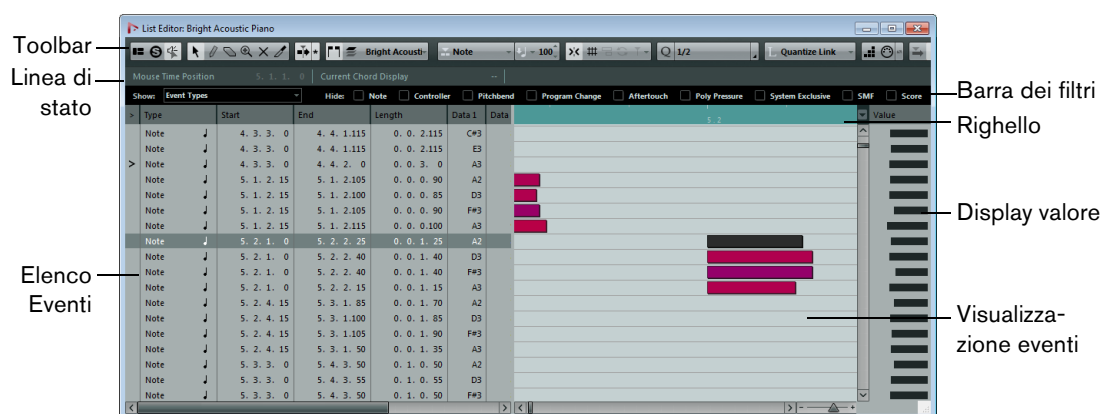 List Editor: Bright Acoustic Piano
Toolbar
Bright Acousti
Note
100
Q 1/2
L Quantize Link
Linea di
stato
Mouse Time Position 5. 1. 1. 0 Current Chord Display --
Show: Event Types Hide: Note Controller Pitchbend Program Change Aftertouch Poly Pressure System Exclusive SMF Score
Barra dei filtri
> Type Start End Length Data 1 Data 5.2 Value
Righello
Note 4. 3. 3. 0 4. 4. 1.115 0. 0. 2.115 C#3
Note 4. 3. 3. 0 4. 4. 1.115 0. 0. 2.115 E3
> Note 4. 3. 3. 0 4. 4. 2. 0 0. 0. 3. 0 A3
Note 5. 1. 2. 15 5. 1. 2.105 0. 0. 0. 90 A2
Note 5. 1. 2. 15 5. 1. 2.100 0. 0. 0. 85 D3
Note 5. 1. 2. 15 5. 1. 2.105 0. 0. 0. 90 F#3
Display valore
Note 5. 1. 2. 15 5. 1. 2.115 0. 0. 0.100 A3
Note 5. 2. 1. 0 5. 2. 2. 25 0. 0. 1. 25 A2
Note 5. 2. 1. 0 5. 2. 2. 40 0. 0. 1. 40 D3
Note 5. 2. 1. 0 5. 2. 2. 40 0. 0. 1. 40 F#3
Elenco
Eventi
Note 5. 2. 1. 0 5. 2. 2. 15 0. 0. 1. 15 A3
Note 5. 2. 4. 15 5. 3. 1. 85 0. 0. 1. 70 A2
Note 5. 2. 4. 15 5. 3. 1.100 0. 0. 1. 85 D3
Visualizza-
zione eventi
Note 5. 2. 4. 15 5. 3. 1.105 0. 0. 1. 90 F#3
Note 5. 2. 4. 15 5. 3. 1. 50 0. 0. 1. 35 A3
Note 5. 3. 3. 0 5. 4. 3. 50 0. 1. 0. 50 A2
Note 5. 3. 3. 0 5. 4. 3. 55 0. 1. 0. 55 D3
Note 5. 3. 3. 0 5. 4. 3. 50 0. 1. 0. 50 F#3